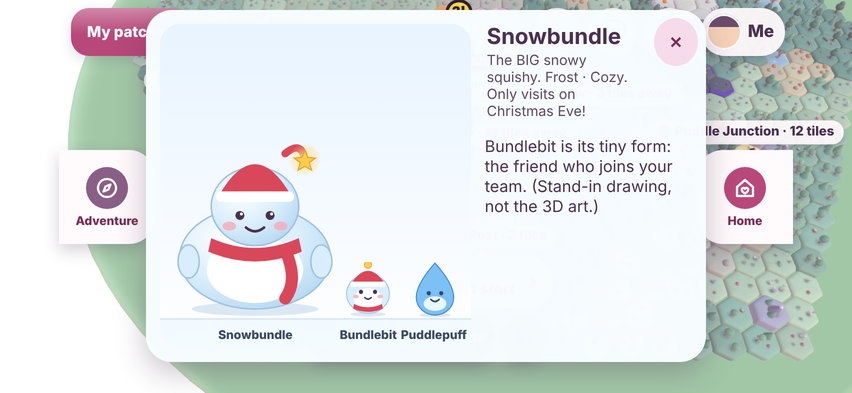 My patc
Snowbundle
×
Me
The BIG snowy
squishy. Frost · Cozy.
Only visits on
Christmas Eve!
le Junction · 12 tiles
Bundlebit is its tiny form:
the friend who joins your
team. (Stand-in drawing,
not the 3D art.)
Adventure
Home
Snowbundle
Bundlebit
Puddlepuff